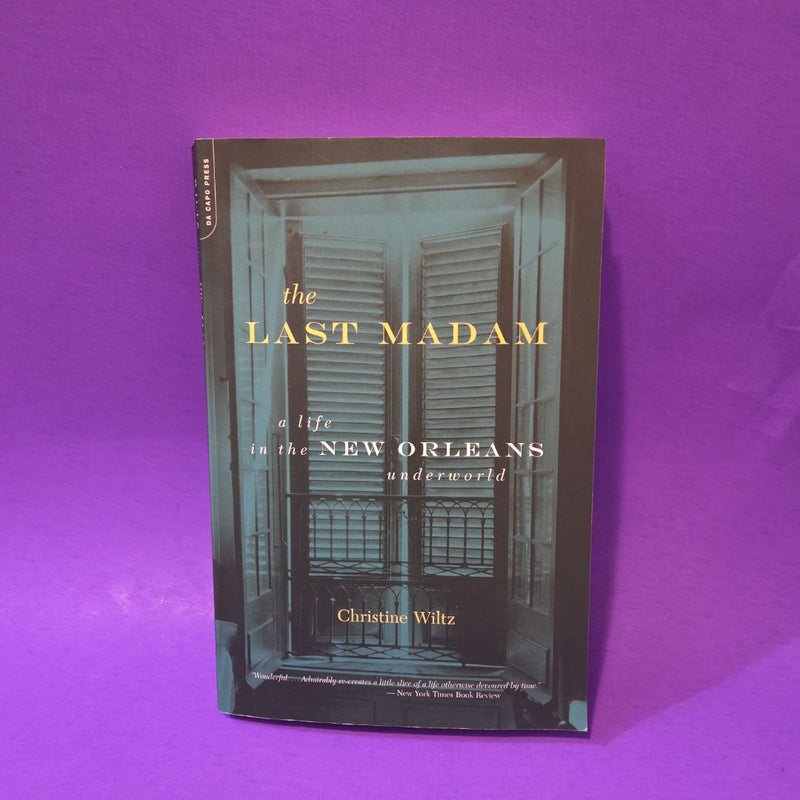 DA CAPO PRESS
the
LAST MADAM
a life
in the NEW ORLEANS
underworld
Christine Wiltz
"Wonderful.... Admirably re-creates a little slice of a life otherwise devoured by time."
— New York Times Book Review